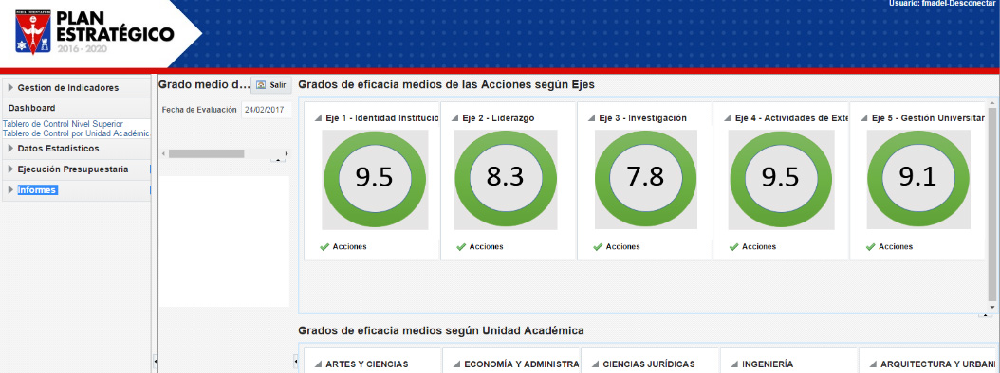 Usuario: fmadel-Desconectar
PLAN
ESTRATÉGICO
2016 - 2020
Gestion de Indicadores
Dashboard
Tablero de Control Nivel Superior
Tablero de Control por Unidad Académic
Datos Estadísticos
Ejecución Presupuestaria
Informes
Grado medio d...
Salir
Fecha de Evaluación 24/02/2017
Grados de eficacia medios de las Acciones según Ejes
Eje 1 - Identidad Institucio
Eje 2 - Liderazgo
Eje 3 - Investigación
Eje 4 - Actividades de Exte
Eje 5 - Gestión Universitar
9.5
8.3
7.8
9.5
9.1
Acciones
Acciones
Acciones
Acciones
Acciones
Grados de eficacia medios según Unidad Académica
ARTES Y CIENCIAS
ECONOMÍA Y ADMINISTRA
CIENCIAS JURÍDICAS
INGENIERÍA
ARQUITECTURA Y URBANI